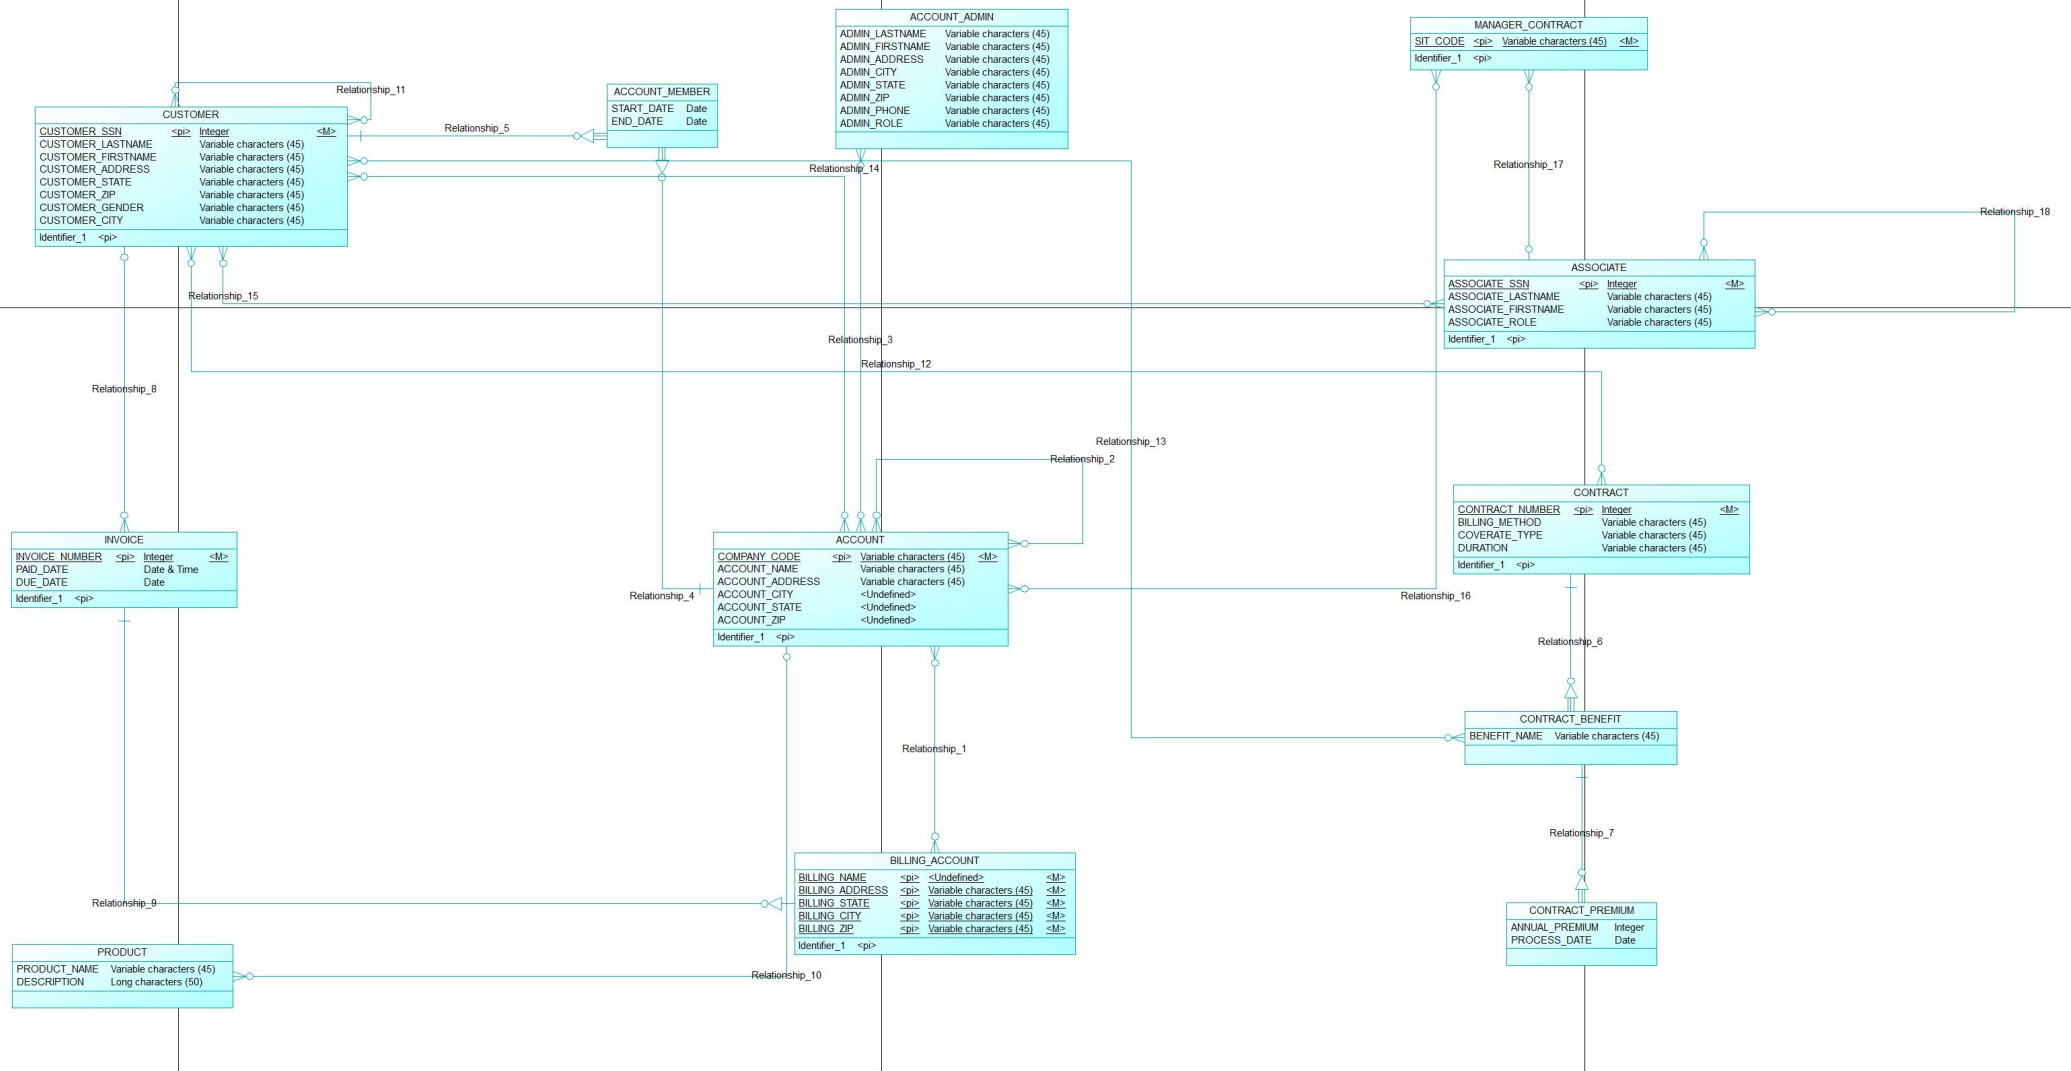 ACCOUNT_ADMIN
ADMIN_LASTNAME Variable characters (45)
ADMIN_FIRSTNAME Variable characters (45)
ADMIN_ADDRESS Variable characters (45)
ADMIN_CITY Variable characters (45)
ADMIN_STATE Variable characters (45)
ADMIN_ZIP Variable characters (45)
ADMIN_PHONE Variable characters (45)
ADMIN_ROLE Variable characters (45)
MANAGER_CONTRACT
SIT_CODE <pi> Variable characters (45) <M>
Identifier_1 <pi>
Relationship_11
ACCOUNT_MEMBER
START_DATE Date
END_DATE Date
CUSTOMER
CUSTOMER_SSN <pi> Integer <M>
CUSTOMER_LASTNAME Variable characters (45)
CUSTOMER_FIRSTNAME Variable characters (45)
CUSTOMER_ADDRESS Variable characters (45)
CUSTOMER_STATE Variable characters (45)
CUSTOMER_ZIP Variable characters (45)
CUSTOMER_GENDER Variable characters (45)
CUSTOMER_CITY Variable characters (45)
Identifier_1 <pi>
Relationship_5
Relationship_14
Relationship_17
Relationship_18
ASSOCIATE
ASSOCIATE_SSN <pi> Integer <M>
ASSOCIATE_LASTNAME Variable characters (45)
ASSOCIATE_FIRSTNAME Variable characters (45)
ASSOCIATE_ROLE Variable characters (45)
Identifier_1 <pi>
Relationship_15
Relationship_3
Relationship_12
Relationship_8
Relationship_13
Relationship_2
CONTRACT
CONTRACT_NUMBER <pi> Integer <M>
BILLING_METHOD Variable characters (45)
COVERATE_TYPE Variable characters (45)
DURATION Variable characters (45)
Identifier_1 <pi>
INVOICE
INVOICE_NUMBER <pi> Integer <M>
PAID_DATE Date & Time
DUE_DATE Date
Identifier_1 <pi>
ACCOUNT
COMPANY_CODE <pi> Variable characters (45) <M>
ACCOUNT_NAME Variable characters (45)
ACCOUNT_ADDRESS Variable characters (45)
ACCOUNT_CITY <Undefined>
ACCOUNT_STATE <Undefined>
ACCOUNT_ZIP <Undefined>
Identifier_1 <pi>
Relationship_4
Relationship_16
Relationship_6
CONTRACT_BENEFIT
BENEFIT_NAME Variable characters (45)
Relationship_1
Relationship_7
BILLING_ACCOUNT
BILLING_NAME <pi> <Undefined> <M>
BILLING_ADDRESS <pi> Variable characters (45) <M>
BILLING_STATE <pi> Variable characters (45) <M>
BILLING_CITY <pi> Variable characters (45) <M>
BILLING_ZIP <pi> Variable characters (45) <M>
Identifier_1 <pi>
Relationship_9
CONTRACT_PREMIUM
ANNUAL_PREMIUM Integer
PROCESS_DATE Date
PRODUCT
PRODUCT_NAME Variable characters (45)
DESCRIPTION Long characters (50)
Relationship_10